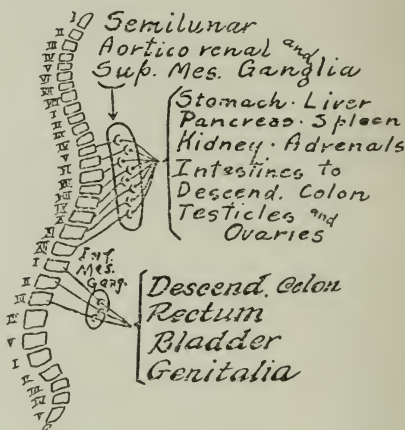 Semilunar
Aortico renal and
Sup. Mes. Ganglia
Stomach · Liver
Pancreas · Spleen
Kidney · Adrenals
Intestines to
Descend. Colon
Testicles and
Ovaries
Inf.
Mes.
Gang.
Descend. Colon
Rectum
Bladder
Genitalia